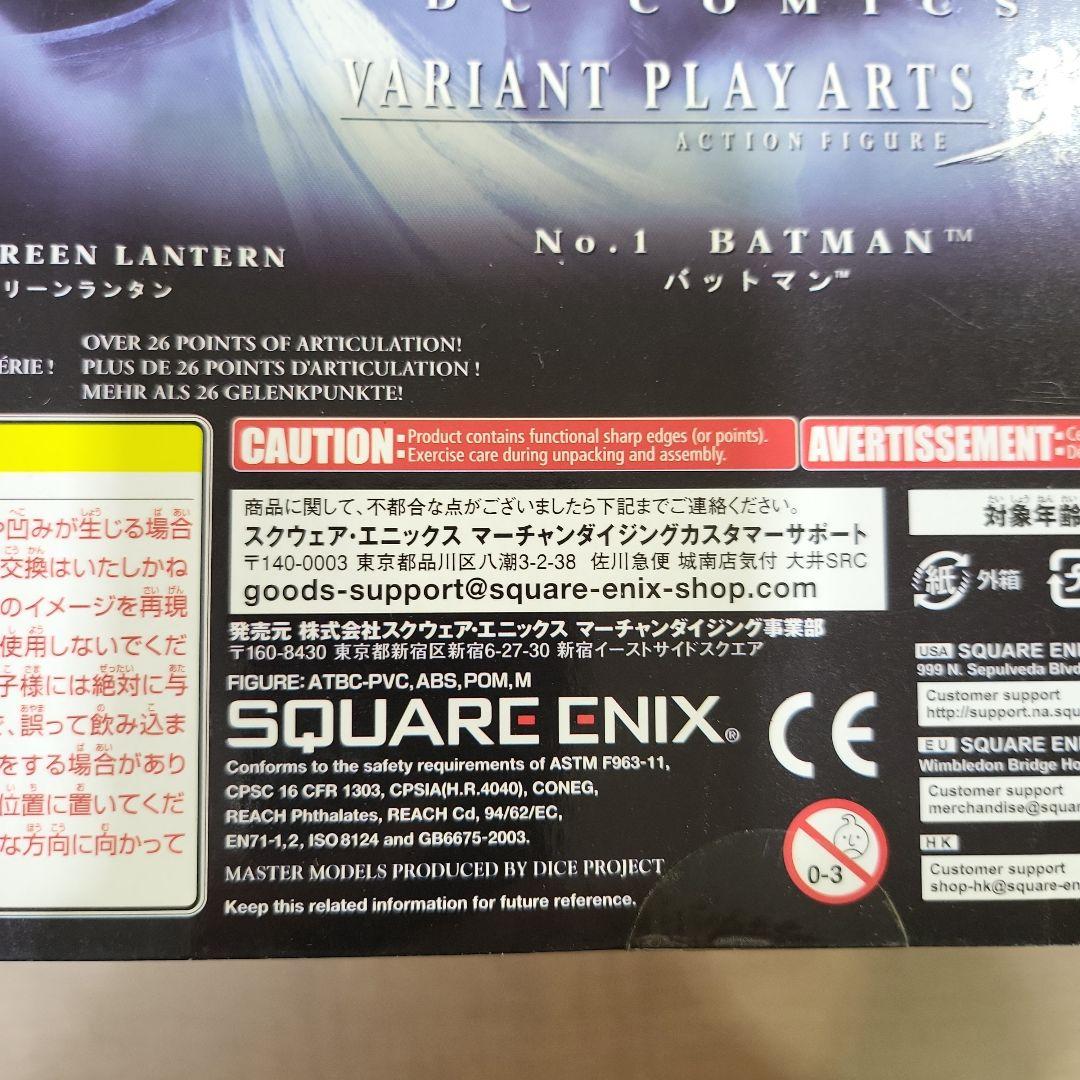 DC COMICS
VARIANT PLAY ARTS
ACTION FIGURE
GREEN LANTERN
リーンランタン
No.1 BATMAN™
バットマン™
OVER 26 POINTS OF ARTICULATION!
ÉRIE ! PLUS DE 26 POINTS D'ARTICULATION !
MEHR ALS 26 GELENKPUNKTE!
CAUTION: Product contains functional sharp edges (or points).
Exercise care during unpacking and assembly.
AVERTISSEMENT:
凹みが生じる場合
交換はいたしかね
のイメージを再現
使用しないでくだ
子様には絶対に与
、誤って飲み込ま
をする場合があり
位置に置いてくだ
な方向に向かって
商品に関して、不都合な点がございましたら下記までご連絡ください。
スクウェア・エニックス マーチャンダイジングカスタマーサポート
〒140-0003 東京都品川区八潮3-2-38 佐川急便 城南店気付 大井SRC
goods-support@square-enix-shop.com
発売元 株式会社スクウェア・エニックス マーチャンダイジング事業部
〒160-8430 東京都新宿区新宿6-27-30 新宿イーストサイドスクエア
FIGURE: ATBC-PVC, ABS, POM, M
SQUARE ENIX®
CE
Conforms to the safety requirements of ASTM F963-11,
CPSC 16 CFR 1303, CPSIA(H.R.4040), CONEG,
REACH Phthalates, REACH Cd, 94/62/EC,
EN71-1,2, ISO 8124 and GB6675-2003.
MASTER MODELS PRODUCED BY DICE PROJECT
Keep this related information for future reference.
0-3
対象年齢
紙 外箱
USA SQUARE ENI
999 N. Sepulveda Blvd
Customer support
http://support.na.squ
EU SQUARE ENI
Wimbledon Bridge Ho
Customer support
merchandise@squar
HK
Customer support
shop-hk@square-en